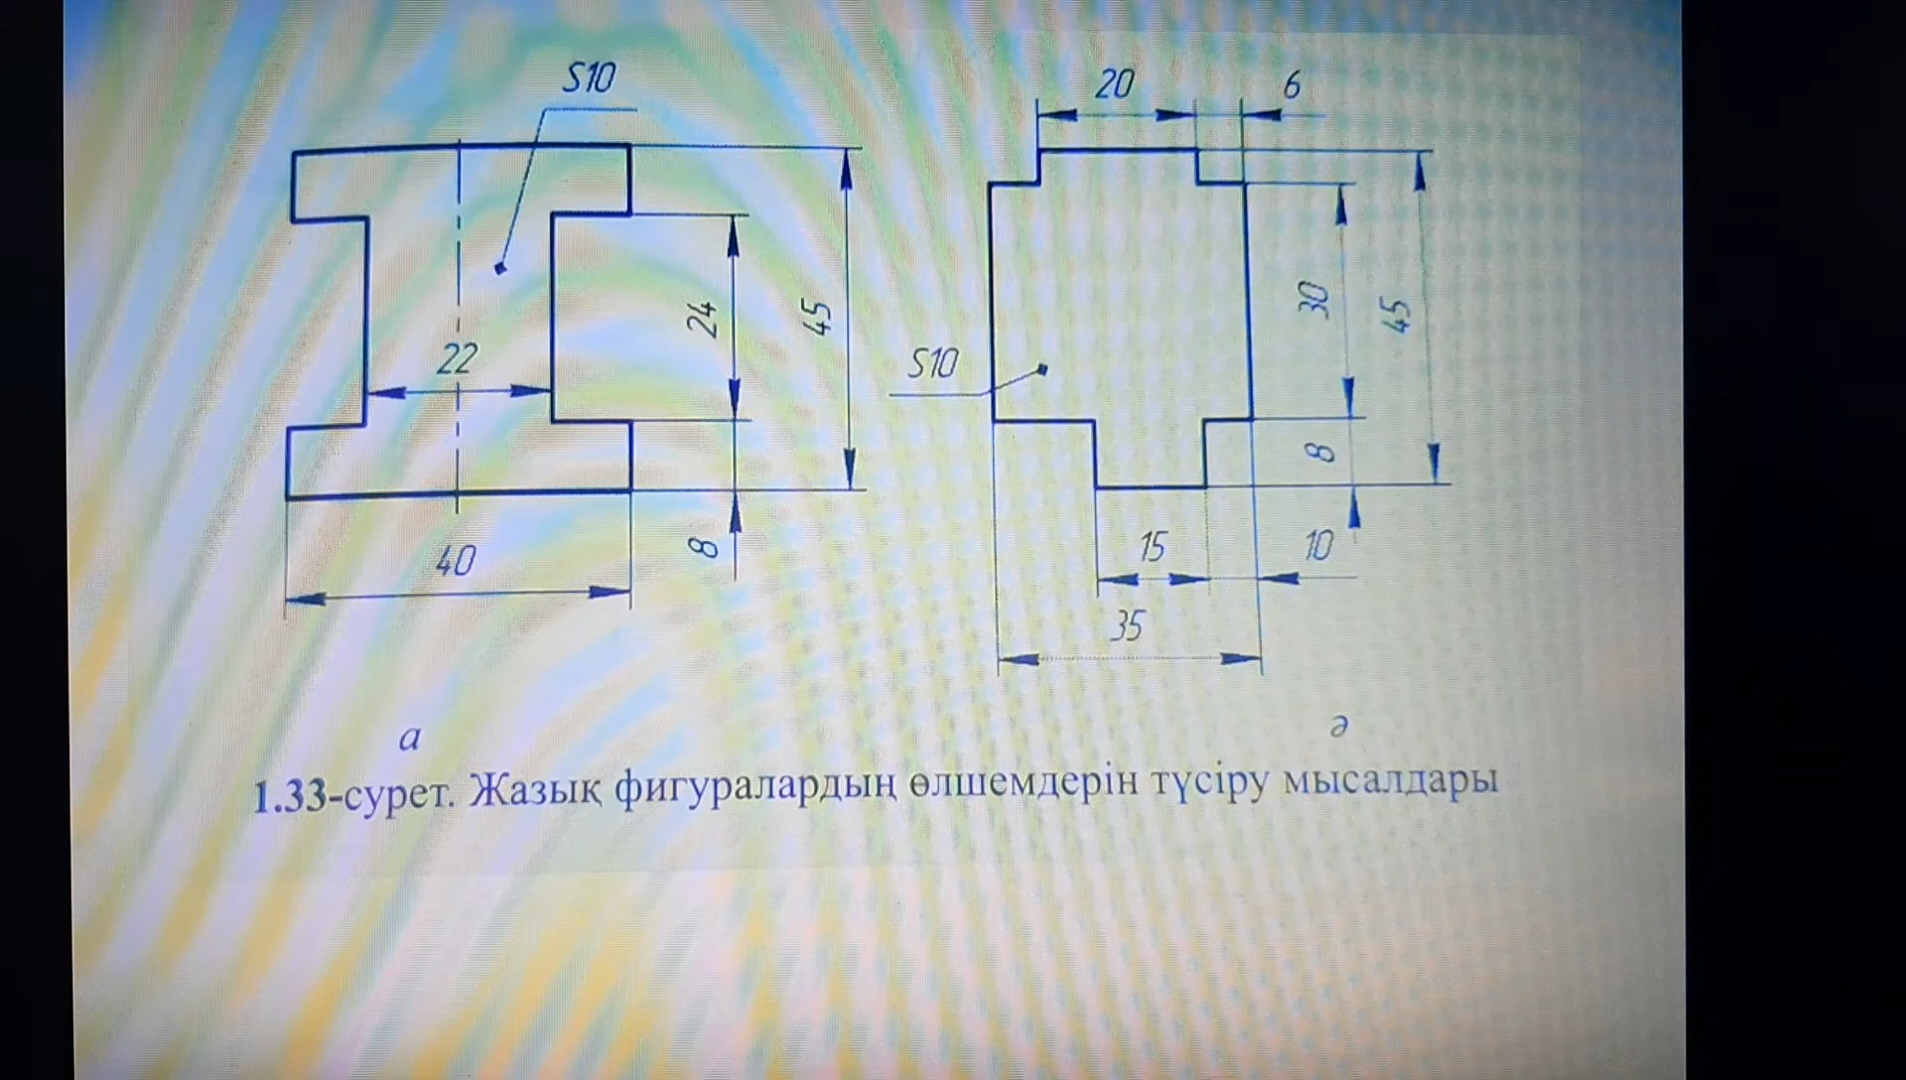 S10
20
6
22
24
45
S10
30
45
8
40
8
15
10
35
а
ә
1.33-сурет. Жазық фигуралардың өлшемдерін түсіру мысалдары